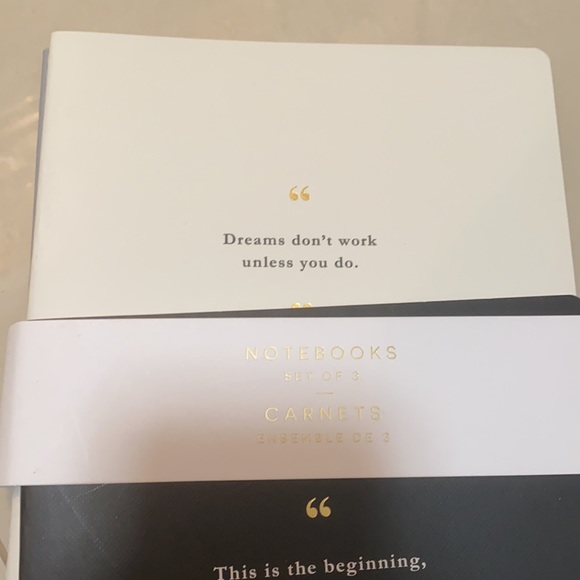 “
Dreams don't work
unless you do.
”
NOTEBOOKS
SET OF 3
—
CARNETS
ENSEMBLE DE 3
“
This is the beginning,